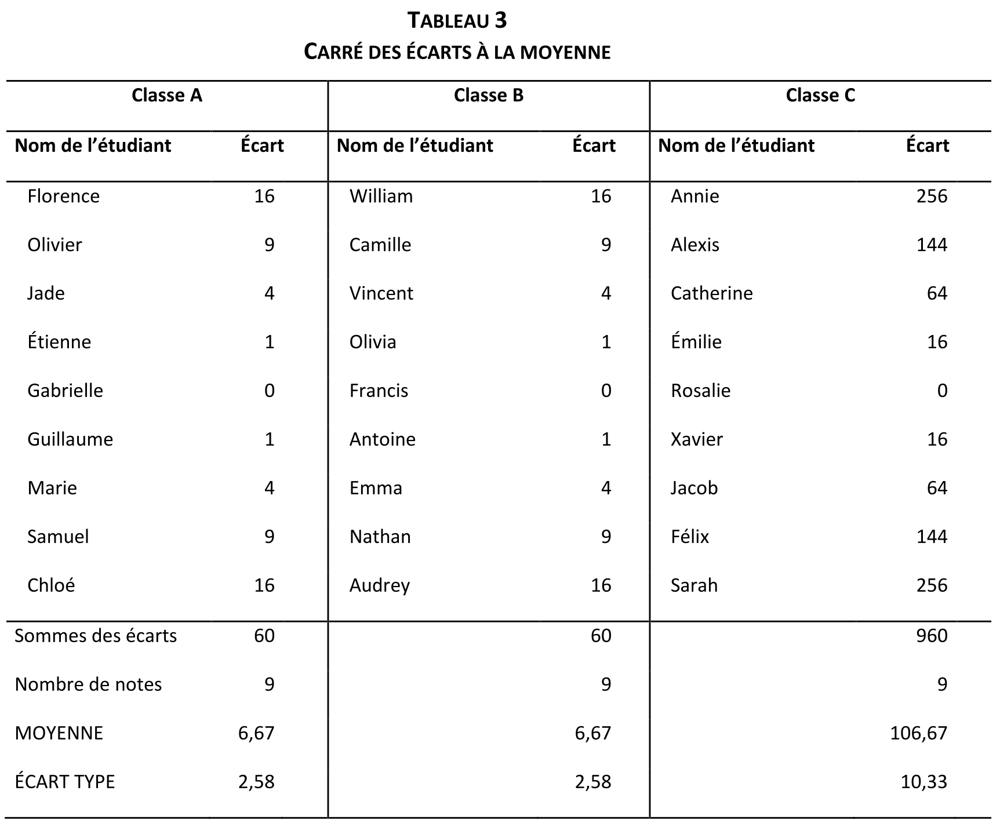 TABLEAU 3
CARRÉ DES ÉCARTS À LA MOYENNE
Classe A Classe B Classe C
Nom de l’étudiant Écart Nom de l’étudiant Écart Nom de l’étudiant Écart
Florence 16 William 16 Annie 256
Olivier 9 Camille 9 Alexis 144
Jade 4 Vincent 4 Catherine 64
Étienne 1 Olivia 1 Émilie 16
Gabrielle 0 Francis 0 Rosalie 0
Guillaume 1 Antoine 1 Xavier 16
Marie 4 Emma 4 Jacob 64
Samuel 9 Nathan 9 Félix 144
Chloé 16 Audrey 16 Sarah 256
Sommes des écarts 60 60 960
Nombre de notes 9 9 9
MOYENNE 6,67 6,67 106,67
ÉCART TYPE 2,58 2,58 10,33